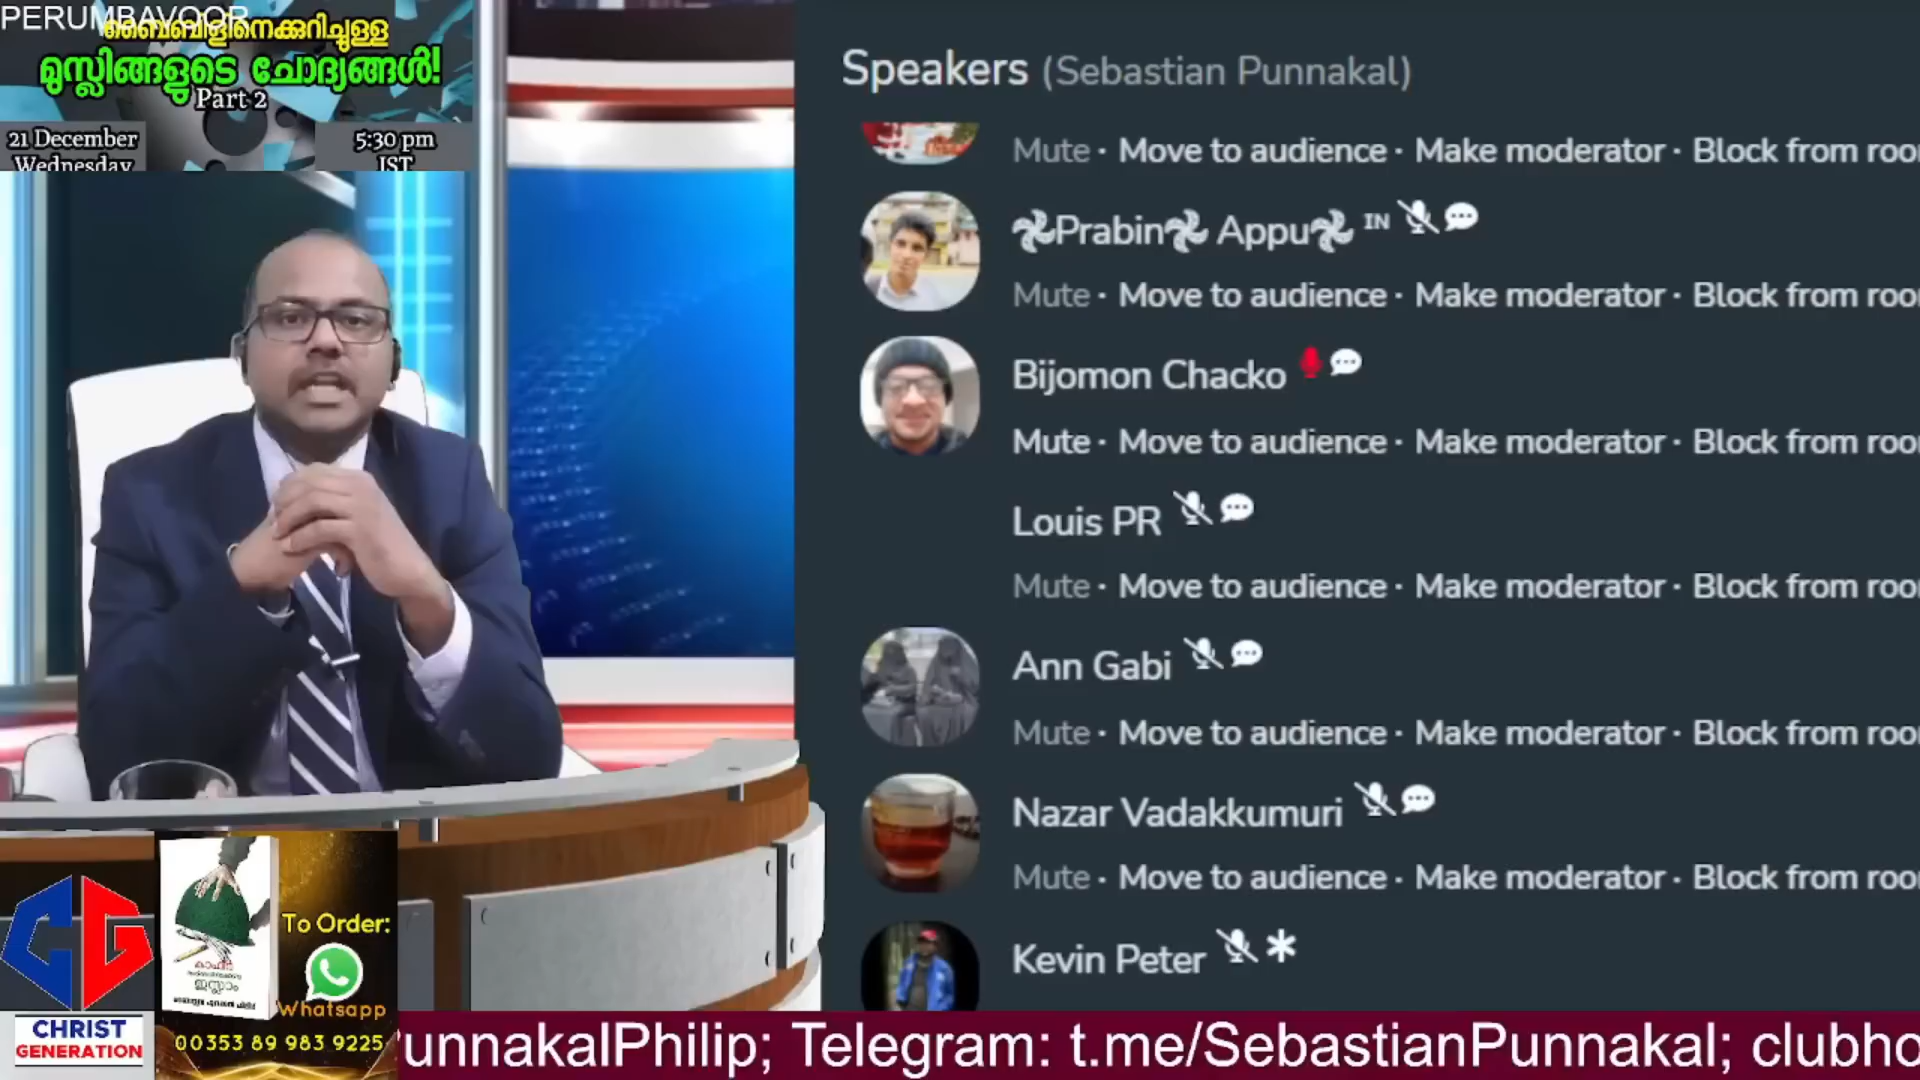 PERUMBAVOOR
ബൈബിളിനെക്കുറിച്ചുള്ള
മുസ്ലിങ്ങളുടെ ചോദ്യങ്ങൾ!
Part 2
21 December
Wednesday
5:30 pm
IST
Speakers (Sebastian Punnakal)
Mute · Move to audience · Make moderator · Block from roo
Prabin Appu IN
Mute · Move to audience · Make moderator · Block from roo
Bijomon Chacko
Mute · Move to audience · Make moderator · Block from roo
Louis PR
Mute · Move to audience · Make moderator · Block from roo
Ann Gabi
Mute · Move to audience · Make moderator · Block from roo
Nazar Vadakkumuri
Mute · Move to audience · Make moderator · Block from roo
Kevin Peter
CG
CHRIST
GENERATION
ഇസ്ലാം
To Order:
Whatsapp
00353 89 983 9225
unnakalPhilip; Telegram: t.me/SebastianPunnakal; clubho